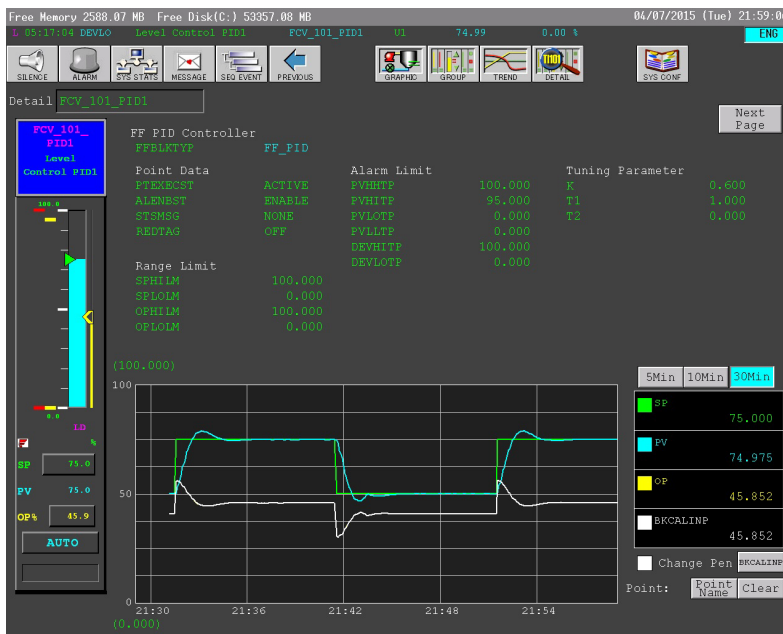 Free Memory 2588.07 MB Free Disk(C:) 53357.08 MB 04/07/2015 (Tue) 21:59:0
L 05:17:04 DEVLO Level Control PID1 FCV_101_PID1 U1 74.99 0.00 % ENG
SILENCE ALARM SYS STATS MESSAGE SEQ EVENT PREVIOUS GRAPHIC GROUP TREND DETAIL SYS CONF
Detail FCV_101_PID1
Next Page
FCV_101_
PID1
Level
Control PID1
FF PID Controller
FFBLKTYP FF_PID
Point Data Alarm Limit Tuning Parameter
PTEXECST ACTIVE PVHHTP 100.000 K 0.600
ALENBST ENABLE PVHITP 95.000 T1 1.000
STSMSG NONE PVLOTP 0.000 T2 0.000
REDTAG OFF PVLLTP 0.000
DEVHITP 100.000
Range Limit DEVLOTP 0.000
SPHILM 100.000
SPLOLM 0.000
OPHILM 100.000
OPLOLM 0.000
100.0
0.0
LD
F %
SP 75.0
PV 75.0
OP% 45.9
AUTO
(100.000)
100
50
0
21:30 21:36 21:42 21:48 21:54
(0.000)
5Min 10Min 30Min
SP
75.000
PV
74.975
OP
45.852
BKCALINP
45.852
Change Pen BKCALINP
Point: Point Name Clear